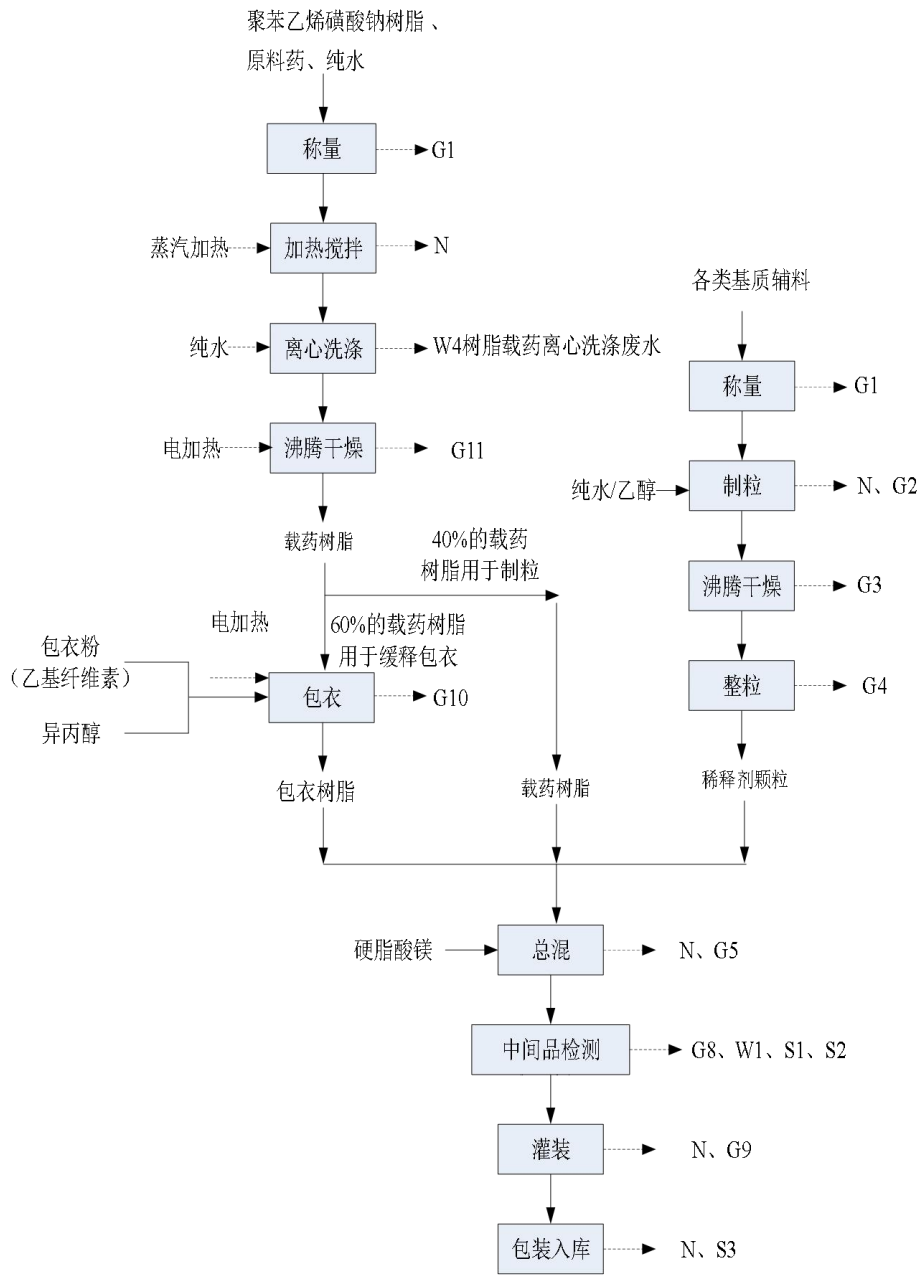 聚苯乙烯磺酸钠树脂、
原料药、纯水
称量
G1
蒸汽加热
加热搅拌
N
纯水
离心洗涤
W4树脂载药离心洗涤废水
电加热
沸腾干燥
G11
载药树脂
40%的载药
树脂用于制粒
电加热
60%的载药树脂
用于缓释包衣
包衣粉
（乙基纤维素）
异丙醇
包衣
G10
包衣树脂
载药树脂
各类基质辅料
称量
G1
纯水/乙醇
制粒
N、G2
沸腾干燥
G3
整粒
G4
稀释剂颗粒
硬脂酸镁
总混
N、G5
中间品检测
G8、W1、S1、S2
灌装
N、G9
包装入库
N、S3